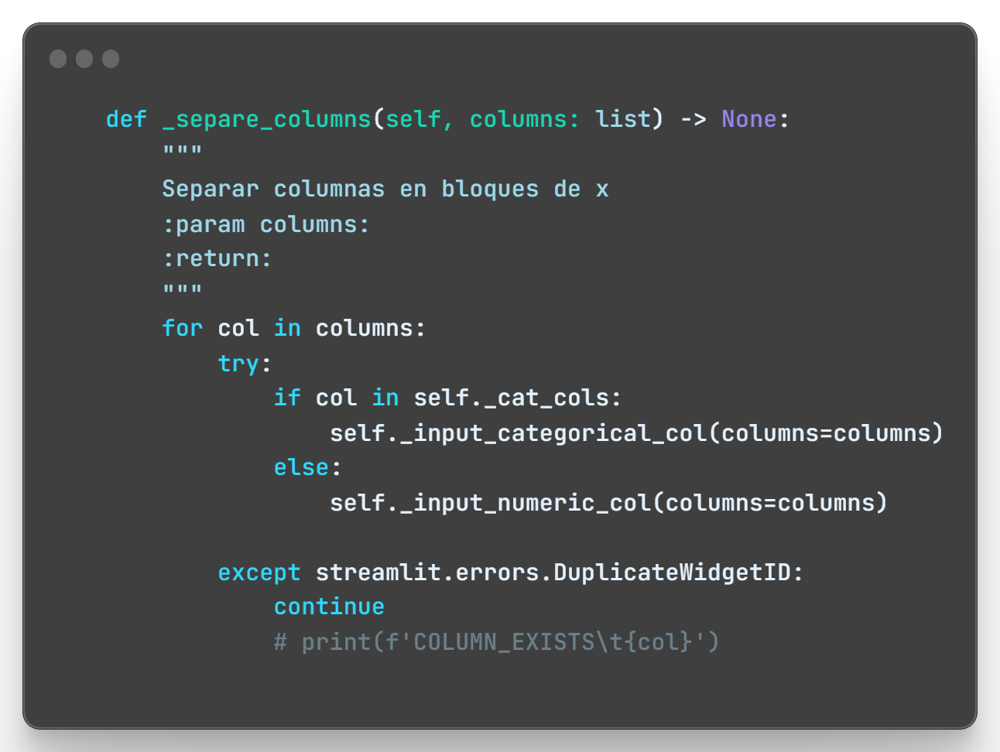 def _separe_columns(self, columns: list) -> None:
    """
    Separar columnas en bloques de x
    :param columns:
    :return:
    """
    for col in columns:
        try:
            if col in self._cat_cols:
                self._input_categorical_col(columns=columns)
            else:
                self._input_numeric_col(columns=columns)

        except streamlit.errors.DuplicateWidgetID:
            continue
            # print(f'COLUMN_EXISTS\t{col}')